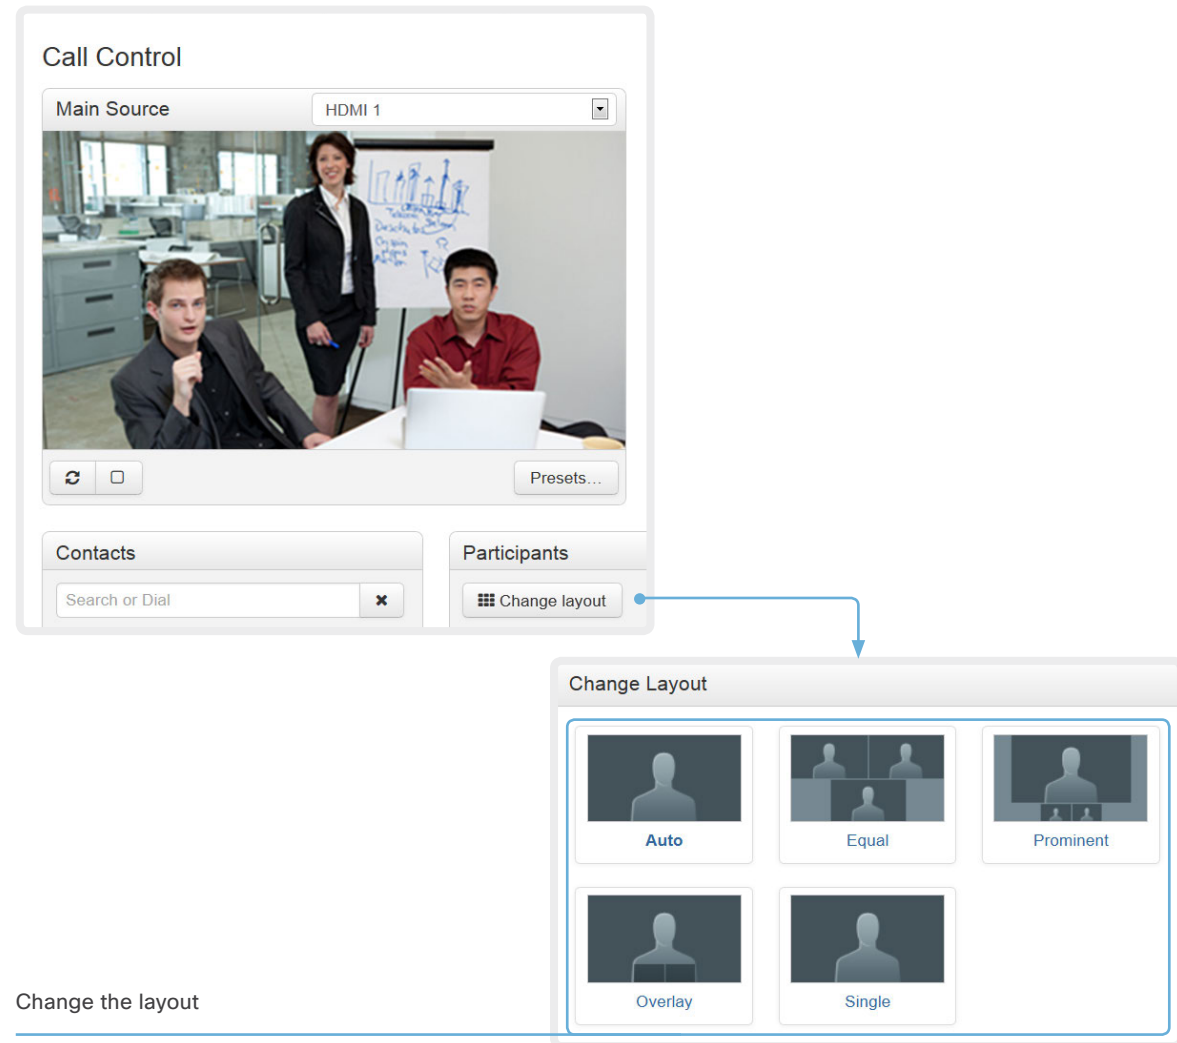 Call Control
Main Source
HDMI 1
Presets...
Contacts
Participants
Search or Dial
Change layout
Change Layout
Auto
Equal
Prominent
Overlay
Single
Change the layout